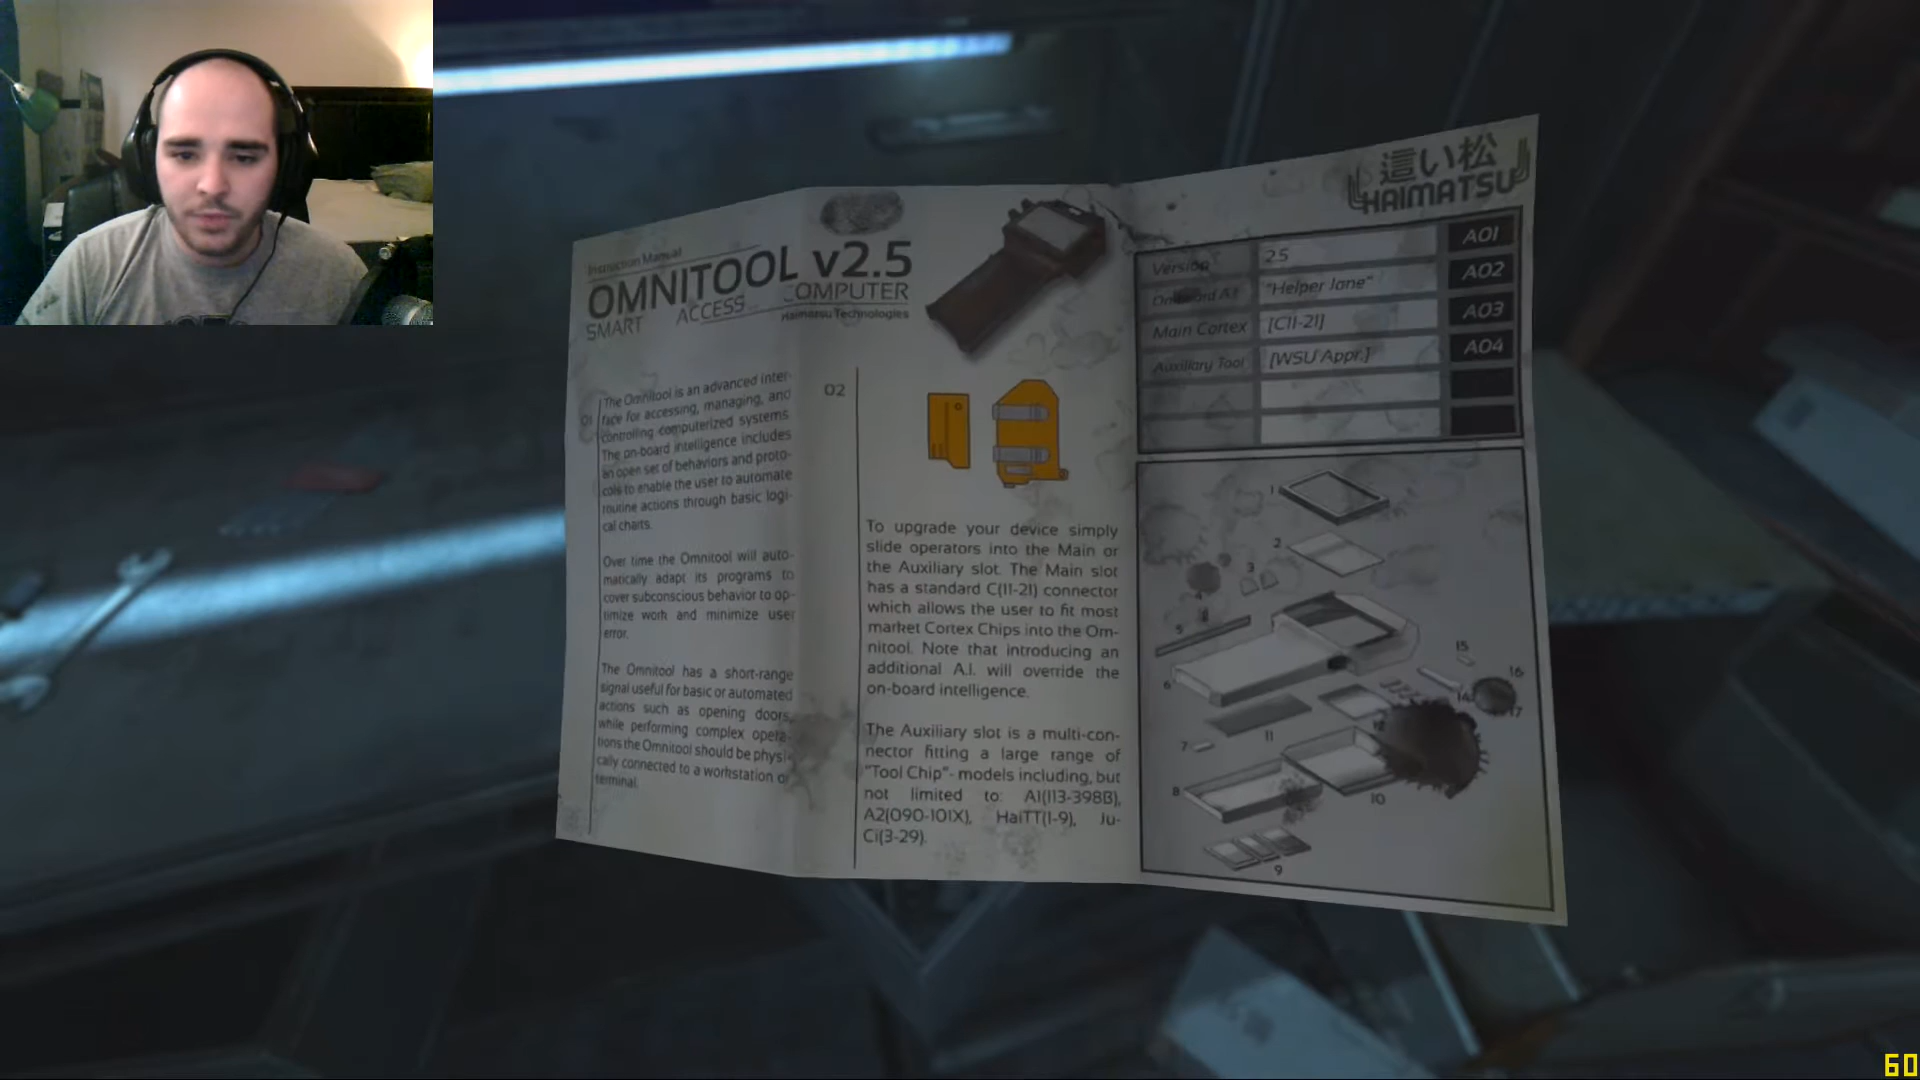 Instruction Manual
OMNITOOL v2.5
SMART ACCESS COMPUTER
Haimatsu Technologies
01
The Omnitool is an advanced inter-
face for accessing, managing, and
controlling computerized systems.
The on-board intelligence includes
an open set of behaviors and proto-
cols to enable the user to automate
routine actions through basic logi-
cal charts.
Over time the Omnitool will auto-
matically adapt its programs to
cover subconscious behavior to op-
timize work and minimize user
error.
The Omnitool has a short-range
signal useful for basic or automated
actions such as opening doors,
while performing complex opera-
tions the Omnitool should be physi-
cally connected to a workstation or
terminal.
02
To upgrade your device simply
slide operators into the Main or
the Auxiliary slot. The Main slot
has a standard C(11-21) connector
which allows the user to fit most
market Cortex Chips into the Om-
nitool. Note that introducing an
additional A.I. will override the
on-board intelligence.
The Auxiliary slot is a multi-con-
nector fitting a large range of
"Tool Chip"- models including, but
not limited to: A1(113-398B),
A2(090-101X), HaiTT(1-9), Ju-
Ci(3-29).
這い松
HAIMATSU
Version 2.5 A01
Onboard A.I. "Helper Jane" A02
Main Cortex [C11-21] A03
Auxiliary Tool [WSU Appr.] A04
1
2
3
4
5
6
7
8
9
10
11
12
14
15
16
17
60